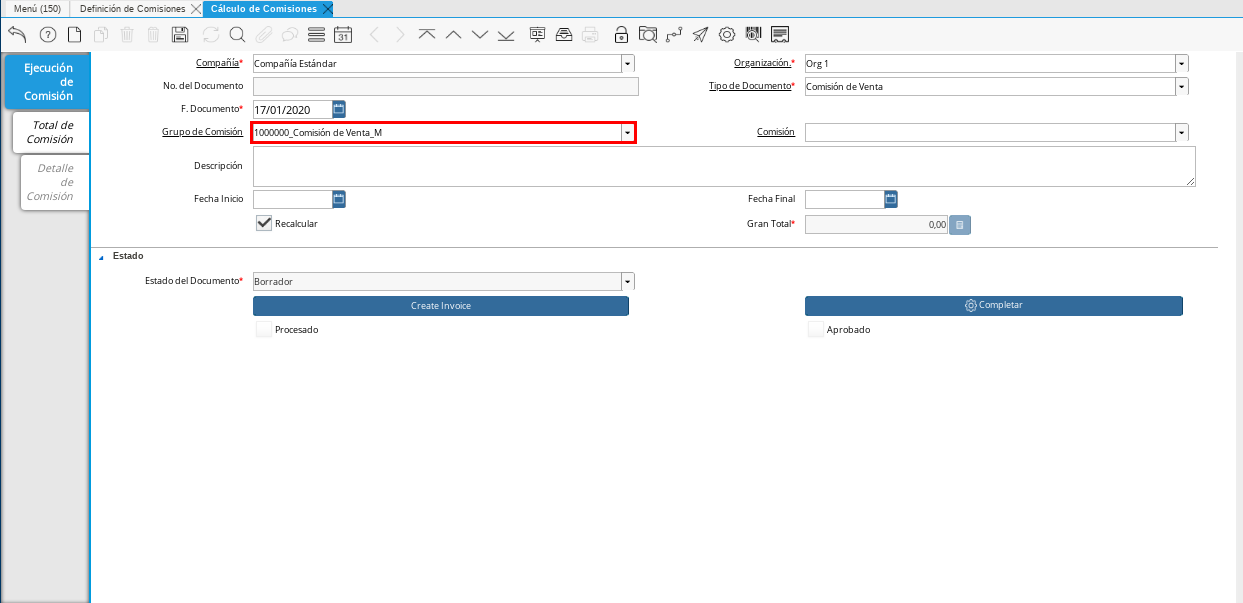 Menú (150) Definición de Comisiones Cálculo de Comisiones
31
Ejecución de Comisión
Total de Comisión
Detalle de Comisión
Compañía* Compañía Estándar Organización.* Org 1
No. del Documento Tipo de Documento* Comisión de Venta
F. Documento* 17/01/2020
Grupo de Comisión 1000000_Comisión de Venta_M Comisión
Descripción
Fecha Inicio Fecha Final
Recalcular Gran Total* 0,00
Estado
Estado del Documento* Borrador
Create Invoice Completar
Procesado Aprobado